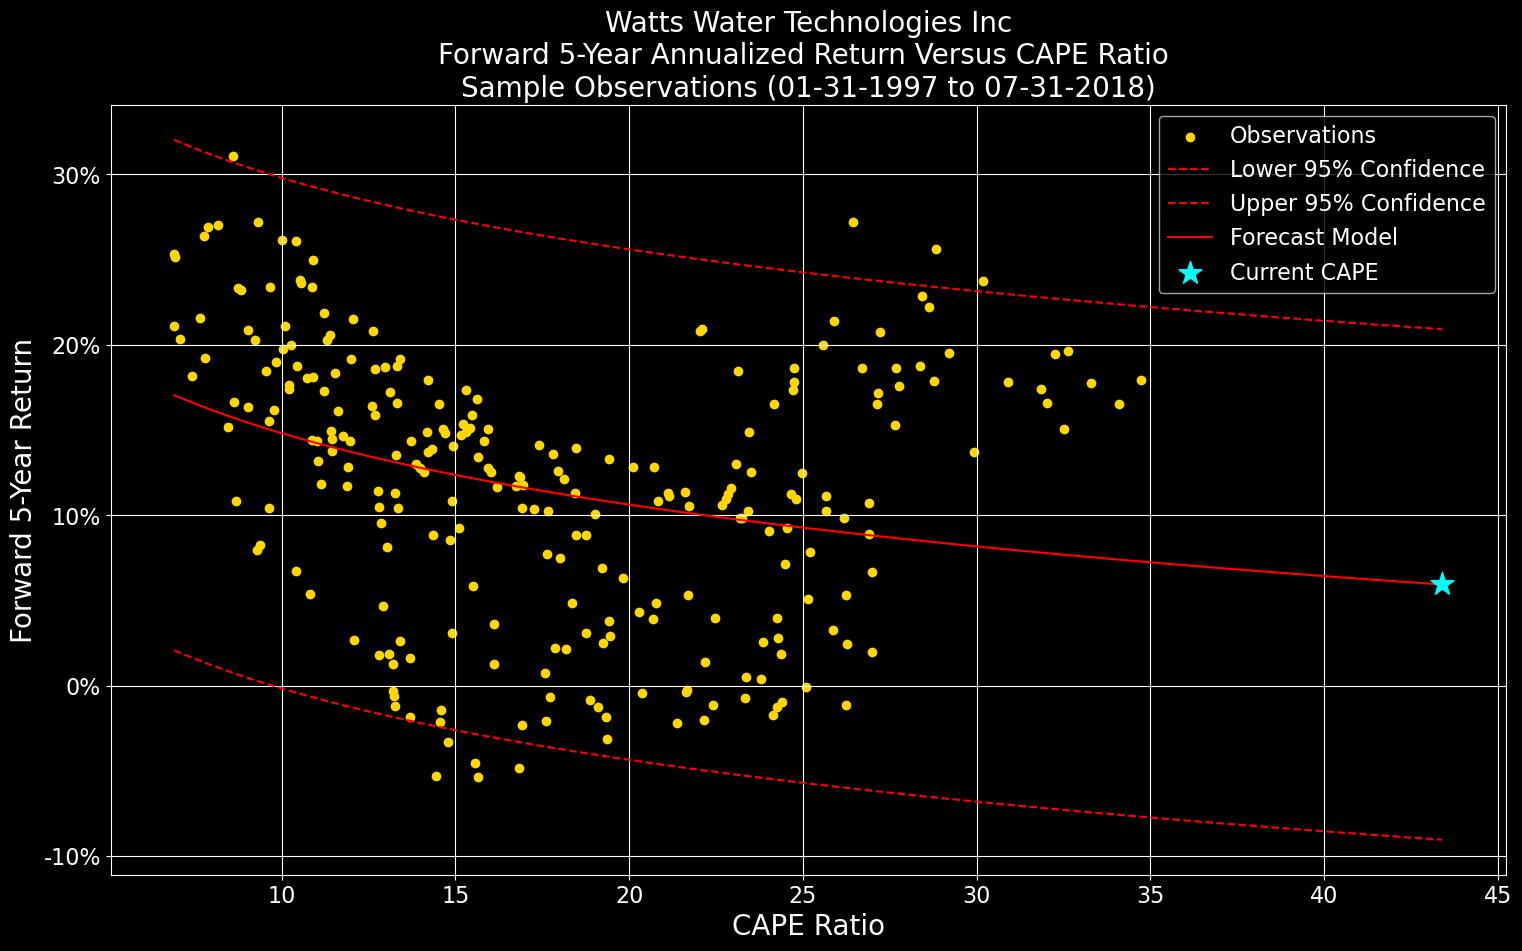 Watts Water Technologies Inc
Forward 5-Year Annualized Return Versus CAPE Ratio
Sample Observations (01-31-1997 to 07-31-2018)
Observations
Lower 95% Confidence
Upper 95% Confidence
Forecast Model
Current CAPE
Forward 5-Year Return
30%
20%
10%
0%
-10%
10 15 20 25 30 35 40 45
CAPE Ratio